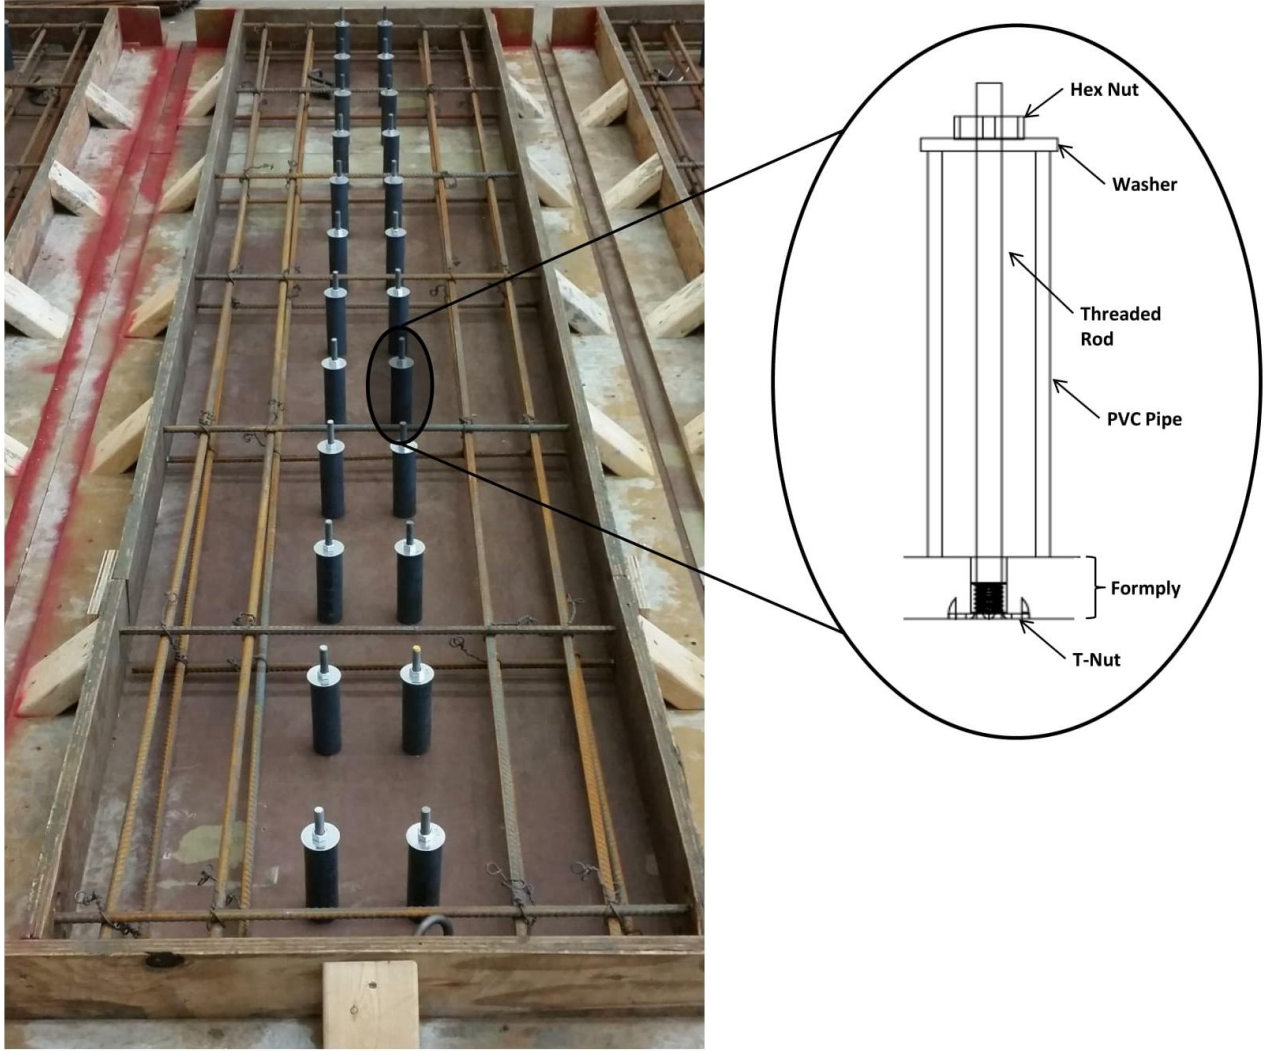 Hex Nut
Washer
Threaded
Rod
PVC Pipe
Formply
T-Nut